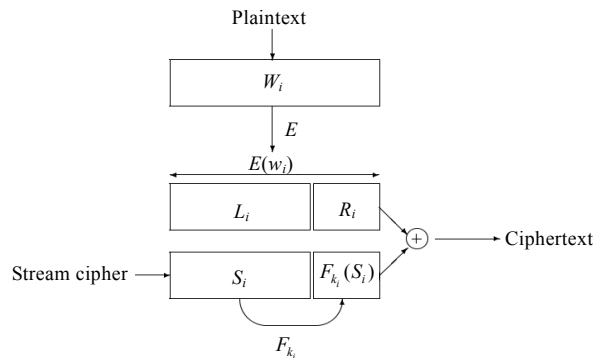 Plaintext
W_i
E
E(w_i)
L_i R_i
+ Ciphertext
Stream cipher S_i F_{k_i}(S_i)
F_{k_i}